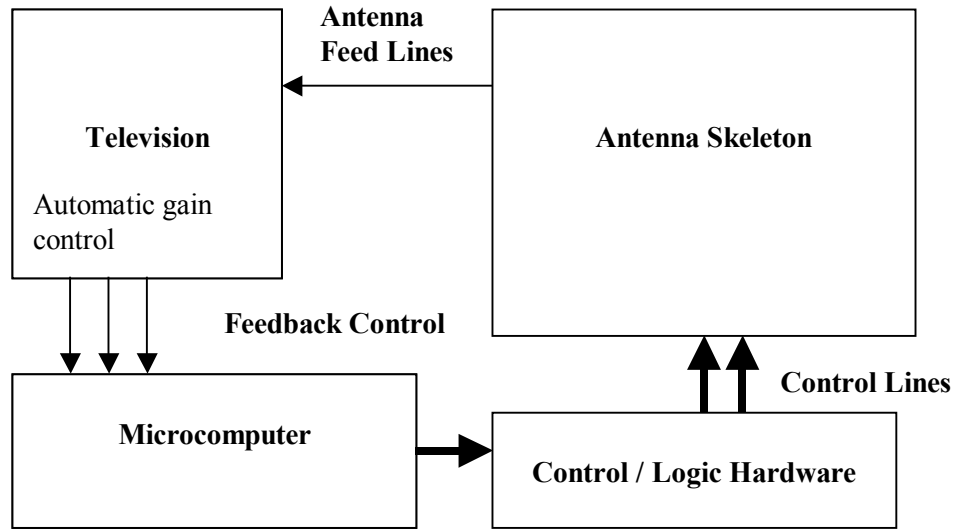 Antenna
Feed Lines
Television
Antenna Skeleton
Automatic gain
control
Feedback Control
Control Lines
Microcomputer
Control / Logic Hardware